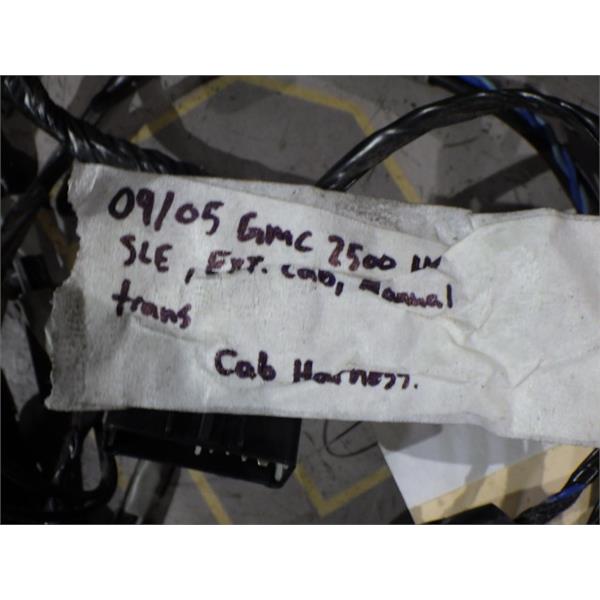 09/05 GMC 2500
SLE, Ext. cab, Manual
trans
Cab Harness.